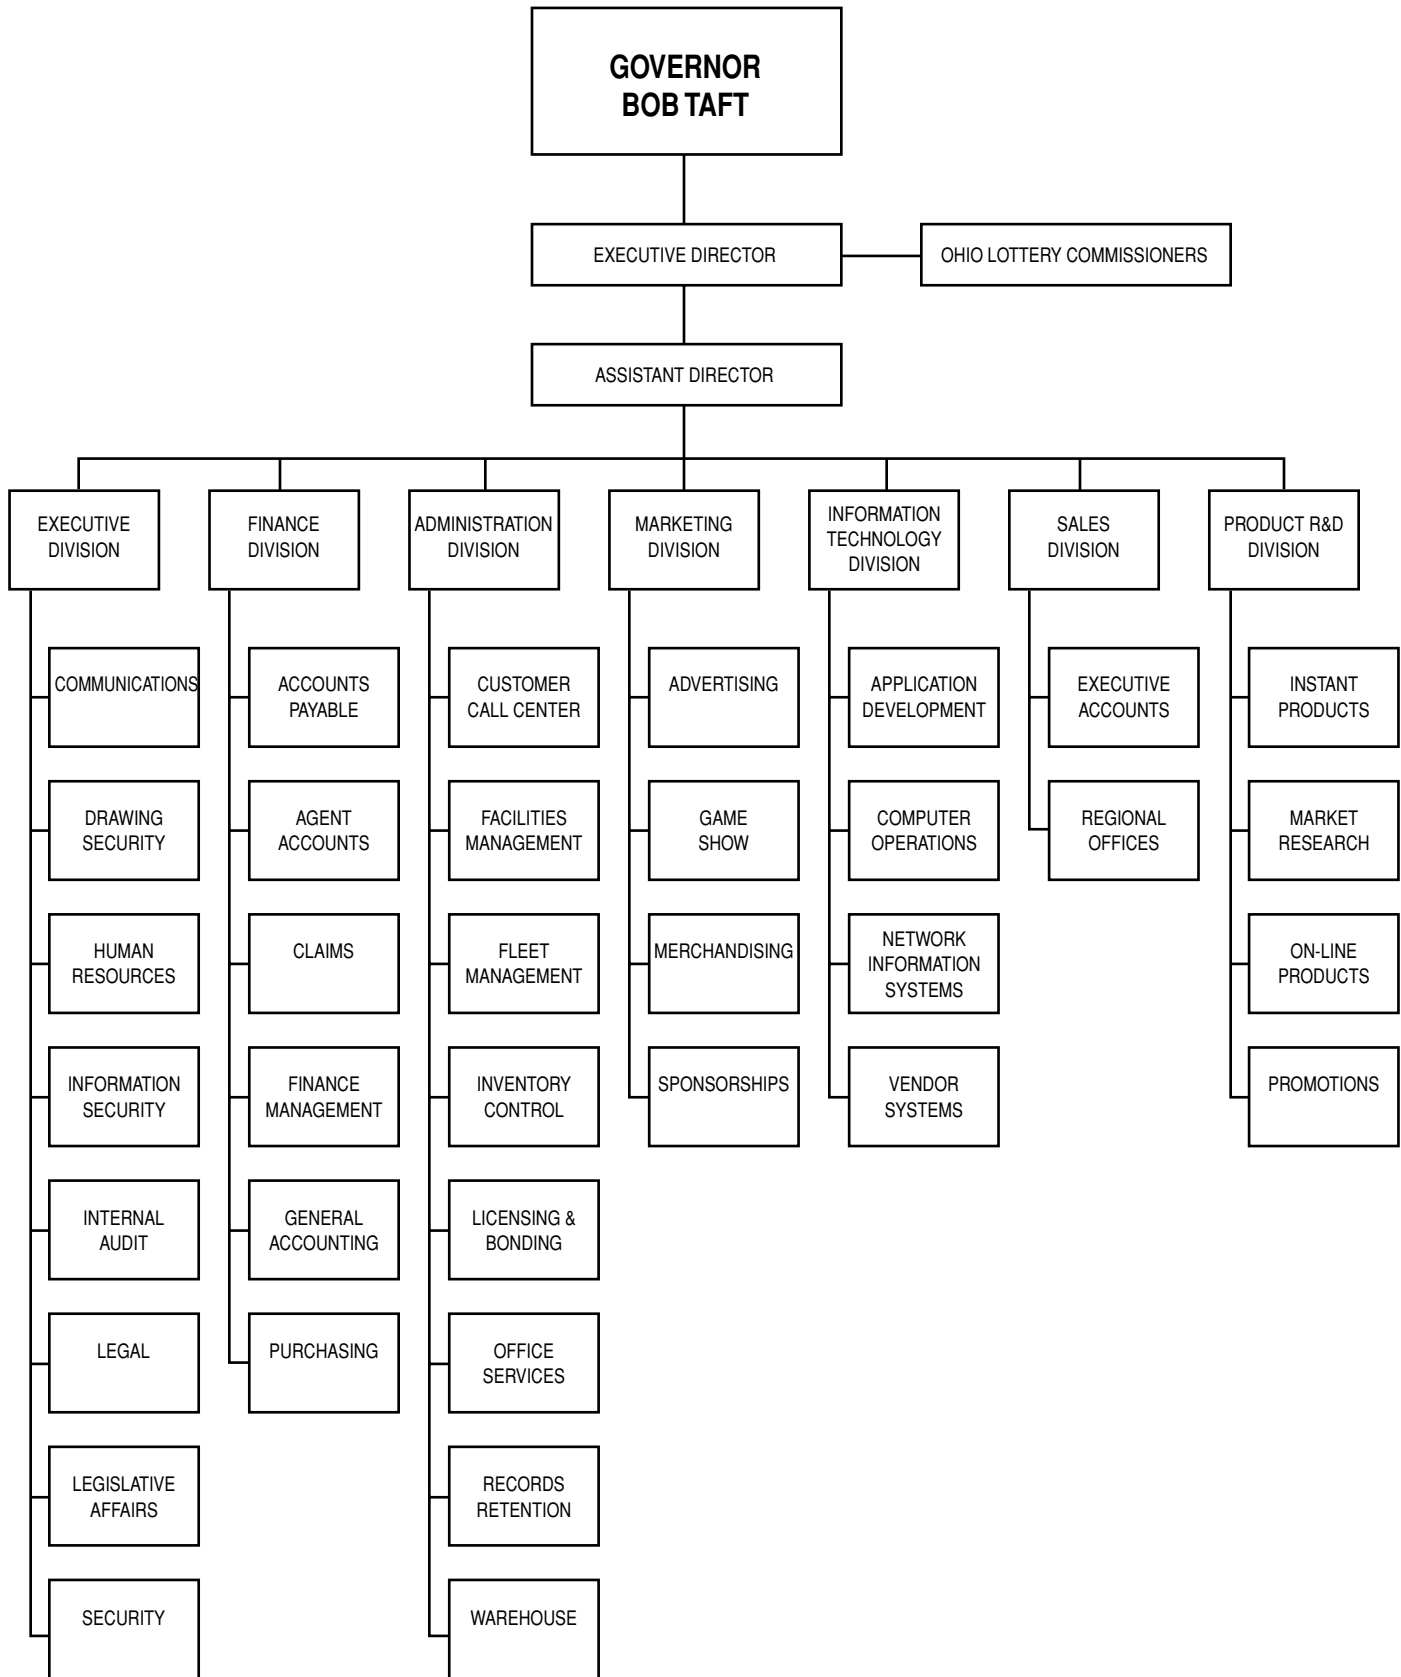 GOVERNOR
BOB TAFT
EXECUTIVE DIRECTOR
OHIO LOTTERY COMMISSIONERS
ASSISTANT DIRECTOR
EXECUTIVE
DIVISION
FINANCE
DIVISION
ADMINISTRATION
DIVISION
MARKETING
DIVISION
INFORMATION
TECHNOLOGY
DIVISION
SALES
DIVISION
PRODUCT R&D
DIVISION
COMMUNICATIONS
DRAWING
SECURITY
HUMAN
RESOURCES
INFORMATION
SECURITY
INTERNAL
AUDIT
LEGAL
LEGISLATIVE
AFFAIRS
SECURITY
ACCOUNTS
PAYABLE
AGENT
ACCOUNTS
CLAIMS
FINANCE
MANAGEMENT
GENERAL
ACCOUNTING
PURCHASING
CUSTOMER
CALL CENTER
FACILITIES
MANAGEMENT
FLEET
MANAGEMENT
INVENTORY
CONTROL
LICENSING &
BONDING
OFFICE
SERVICES
RECORDS
RETENTION
WAREHOUSE
ADVERTISING
GAME
SHOW
MERCHANDISING
SPONSORSHIPS
APPLICATION
DEVELOPMENT
COMPUTER
OPERATIONS
NETWORK
INFORMATION
SYSTEMS
VENDOR
SYSTEMS
EXECUTIVE
ACCOUNTS
REGIONAL
OFFICES
INSTANT
PRODUCTS
MARKET
RESEARCH
ON-LINE
PRODUCTS
PROMOTIONS